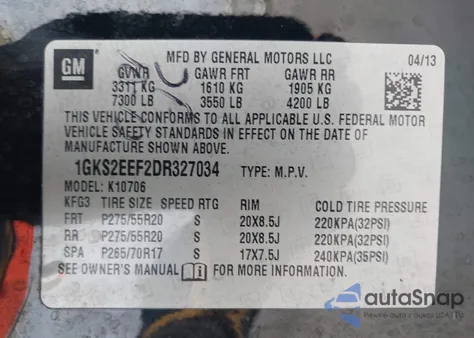 GM
MFD BY GENERAL MOTORS LLC
04/13
GVWR GAWR FRT GAWR RR
3311 KG 1610 KG 1905 KG
7300 LB 3550 LB 4200 LB
THIS VEHICLE CONFORMS TO ALL APPLICABLE U.S. FEDERAL MOTOR
VEHICLE SAFETY STANDARDS IN EFFECT ON THE DATE OF
MANUFACTURE SHOWN ABOVE.
1GKS2EEF2DR327034 TYPE: M.P.V.
MODEL: K10706
KFG3 TIRE SIZE SPEED RTG RIM COLD TIRE PRESSURE
FRT P275/55R20 S 20X8.5J 220KPA(32PSI)
RR P275/55R20 S 20X8.5J 220KPA(32PSI)
SPA P265/70R17 S 17X7.5J 240KPA(35PSI)
SEE OWNER'S MANUAL FOR MORE INFORMATION
autoSnap